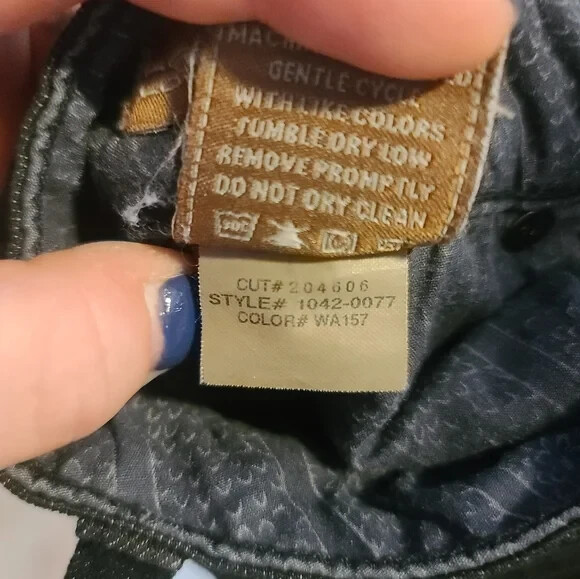 GENTLE CYCLE
WITH LIKE COLORS
TUMBLE DRY LOW
REMOVE PROMPTLY
DO NOT DRY CLEAN
CUT# 204606
STYLE# 1042-0077
COLOR# WA157